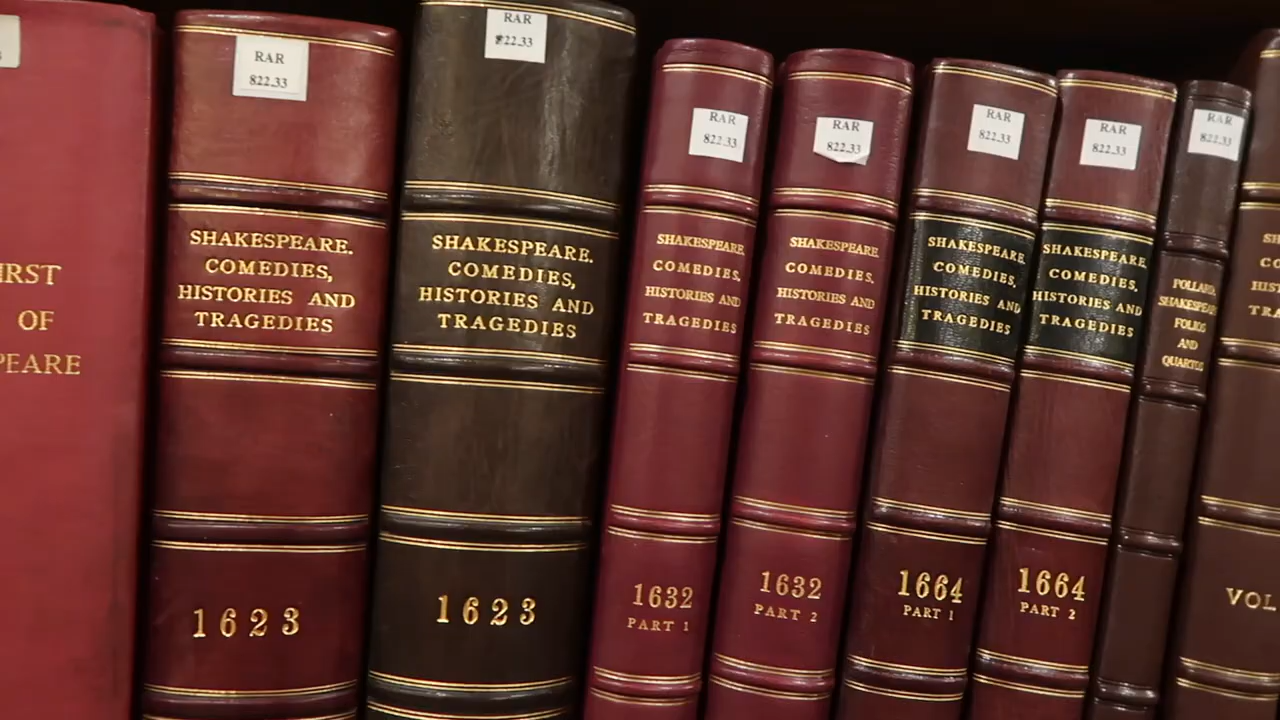 IRST
OF
PEARE
RAR
822.33
SHAKESPEARE.
COMEDIES,
HISTORIES AND
TRAGEDIES
1623
RAR
822.33
SHAKESPEARE.
COMEDIES,
HISTORIES AND
TRAGEDIES
1623
RAR
822.33
SHAKESPEARE.
COMEDIES,
HISTORIES AND
TRAGEDIES
1632
PART 1
RAR
822.33
SHAKESPEARE.
COMEDIES,
HISTORIES AND
TRAGEDIES
1632
PART 2
RAR
822.33
SHAKESPEARE.
COMEDIES,
HISTORIES AND
TRAGEDIES
1664
PART 1
RAR
822.33
SHAKESPEARE.
COMEDIES,
HISTORIES AND
TRAGEDIES
1664
PART 2
RAR
822.33
POLLARD.
SHAKESPEARE
FOLIOS
AND
QUARTOS
VOL